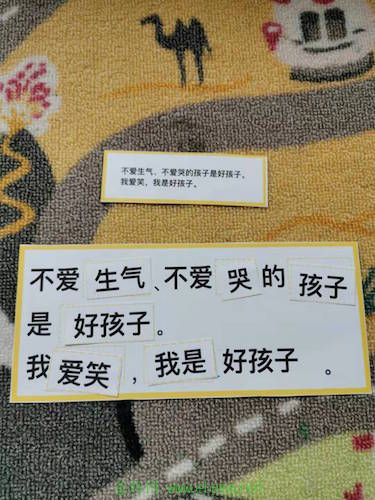 不爱生气、不爱哭的孩子是好孩子。
我爱笑，我是好孩子。
不爱生气、不爱哭的孩子
是好孩子。
我爱笑，我是好孩子。